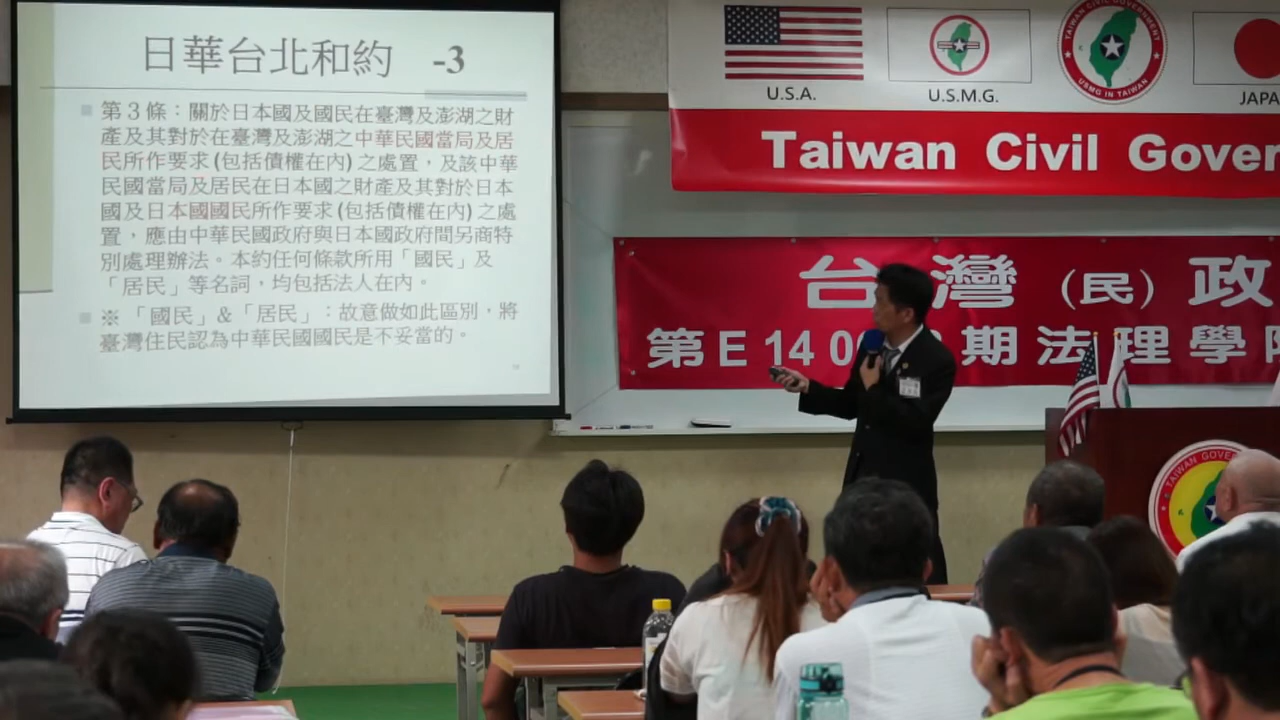 日華台北和約 -3
第3條：關於日本國及國民在臺灣及澎湖之財
產及其對於在臺灣及澎湖之中華民國當局及居
民所作要求(包括債權在內)之處置，及該中華
民國當局及居民在日本國之財產及其對於日本
國及日本國國民所作要求(包括債權在內)之處
置，應由中華民國政府與日本國政府間另商特
別處理辦法。本約任何條款所用「國民」及
「居民」等名詞，均包括法人在內。
※「國民」&「居民」：故意做如此區別，將
臺灣住民認為中華民國國民是不妥當的。
TAIWAN CIVIL GOVERNMENT
USMG IN TAIWAN
U.S.A.
U.S.M.G.
JAPA
Taiwan Civil Gover
台灣（民）政
第E 14 0 期法理學
TAIWAN GOVER